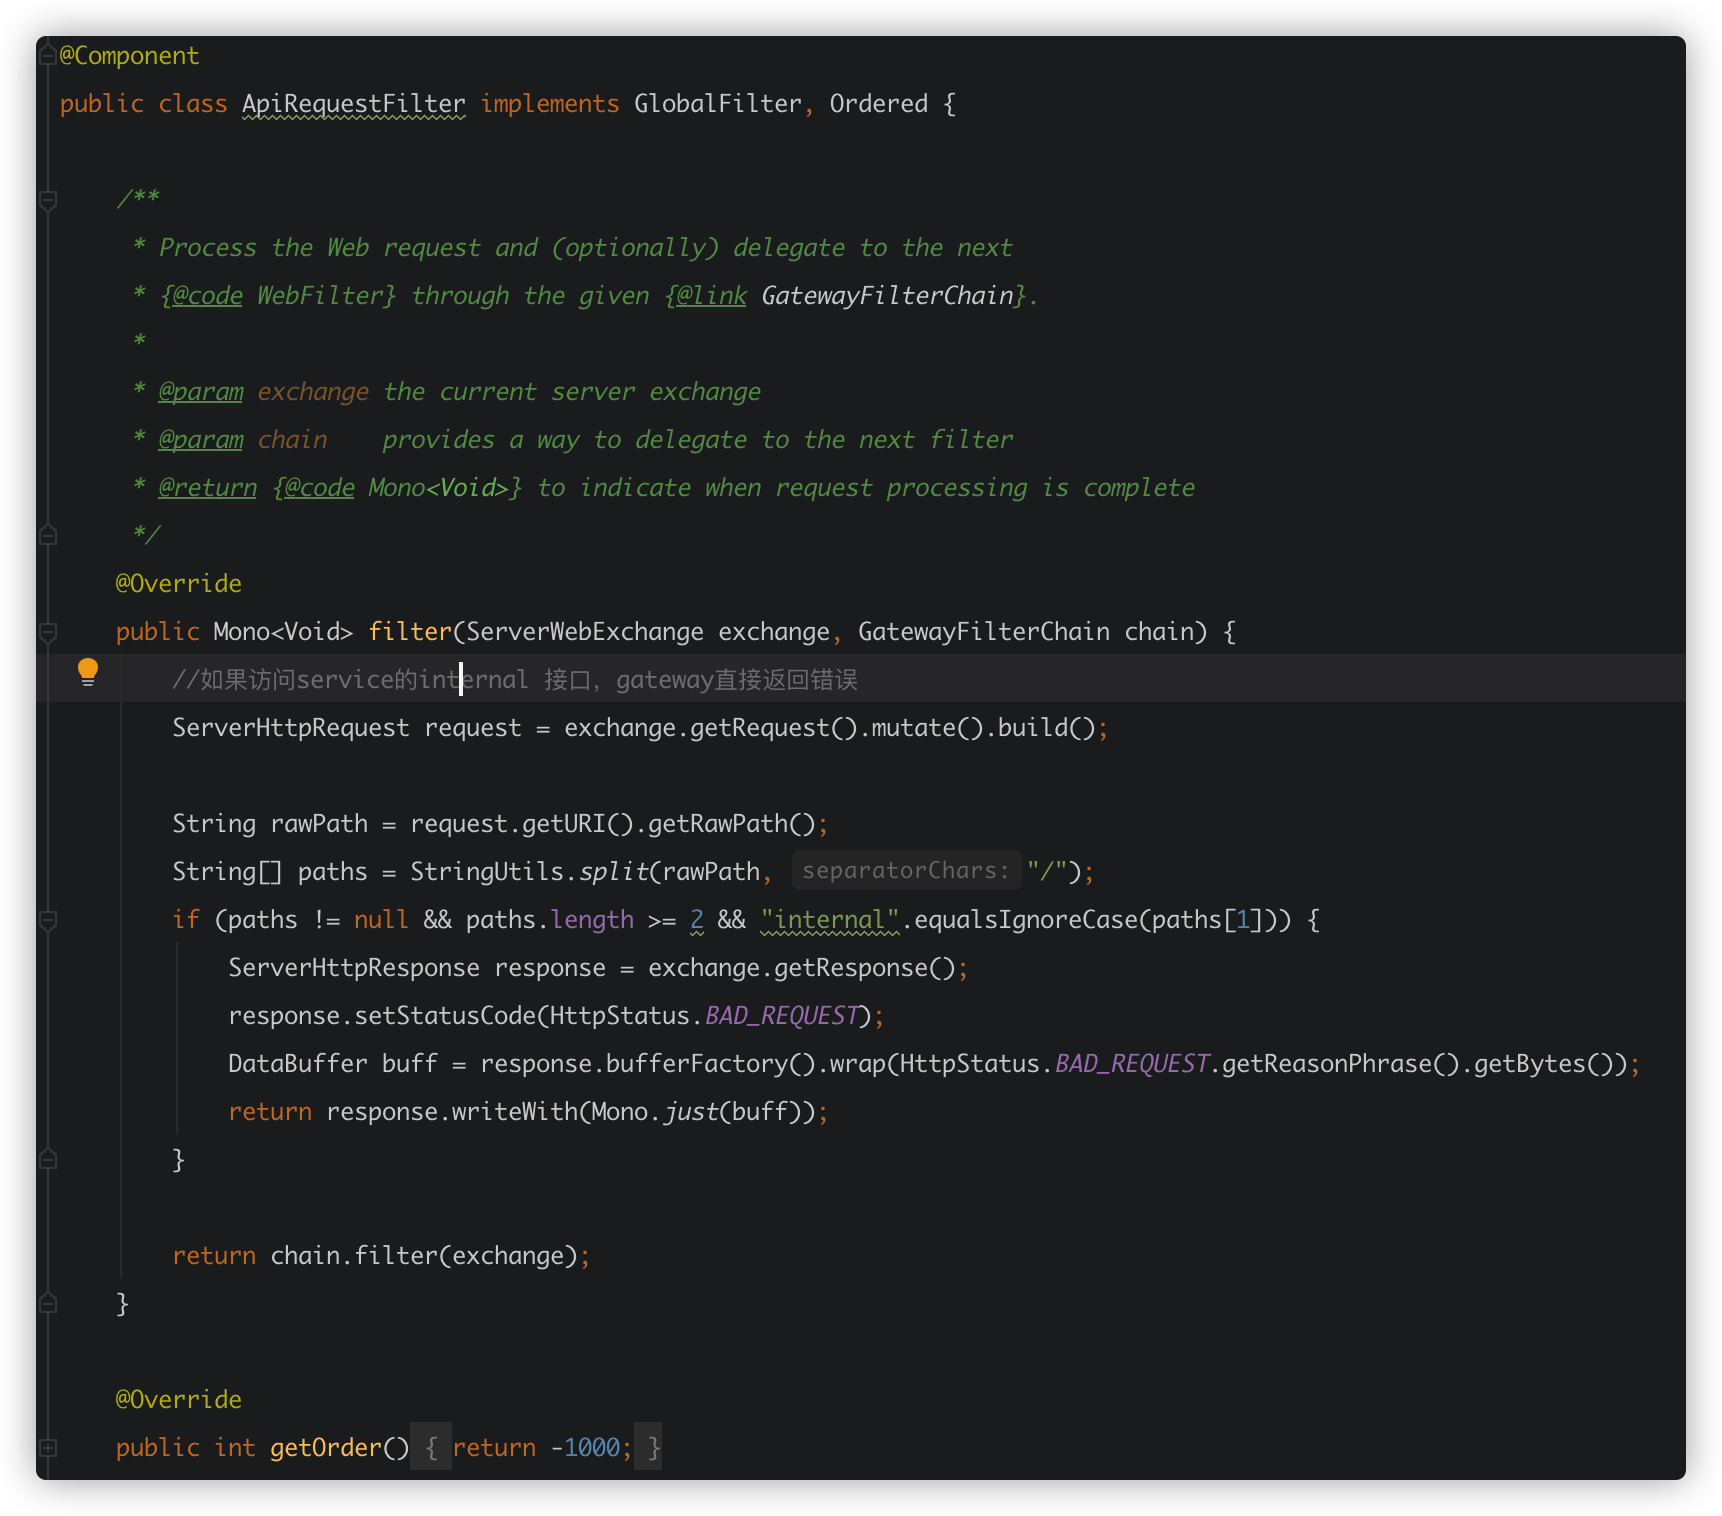 @Component
public class ApiRequestFilter implements GlobalFilter, Ordered {
/**
* Process the Web request and (optionally) delegate to the next
* {@code WebFilter} through the given {@link GatewayFilterChain}.
*
* @param exchange the current server exchange
* @param chain    provides a way to delegate to the next filter
* @return {@code Mono<Void>} to indicate when request processing is complete
*/
@Override
public Mono<Void> filter(ServerWebExchange exchange, GatewayFilterChain chain) {
//如果访问service的internal 接口，gateway直接返回错误
ServerHttpRequest request = exchange.getRequest().mutate().build();
String rawPath = request.getURI().getRawPath();
String[] paths = StringUtils.split(rawPath, separatorChars: "/");
if (paths != null && paths.length >= 2 && "internal".equalsIgnoreCase(paths[1])) {
ServerHttpResponse response = exchange.getResponse();
response.setStatusCode(HttpStatus.BAD_REQUEST);
DataBuffer buff = response.bufferFactory().wrap(HttpStatus.BAD_REQUEST.getReasonPhrase().getBytes());
return response.writeWith(Mono.just(buff));
}
return chain.filter(exchange);
}
@Override
public int getOrder() { return -1000; }